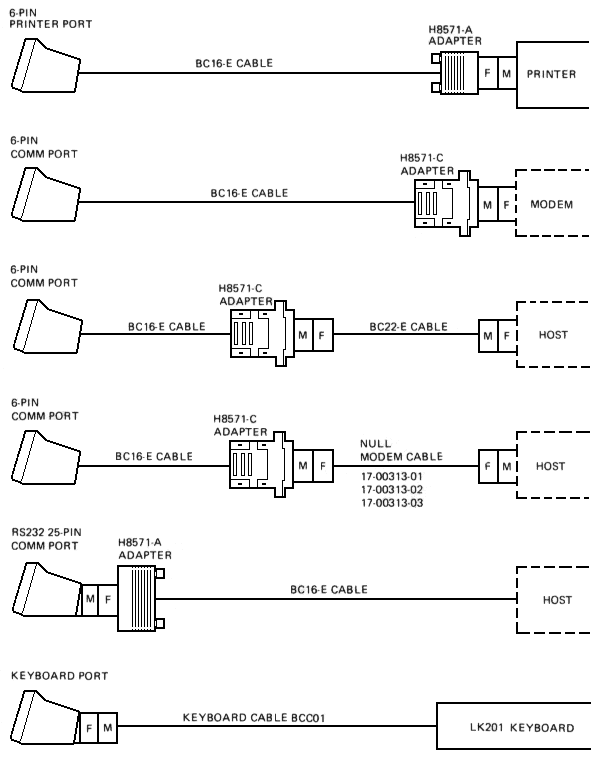 6-PIN
PRINTER PORT
BC16-E CABLE
H8571-A
ADAPTER
F M
PRINTER
6-PIN
COMM PORT
BC16-E CABLE
H8571-C
ADAPTER
M F
MODEM
6-PIN
COMM PORT
BC16-E CABLE
H8571-C
ADAPTER
M F
BC22-E CABLE
M F
HOST
6-PIN
COMM PORT
BC16-E CABLE
H8571-C
ADAPTER
M F
NULL
MODEM CABLE
17-00313-01
17-00313-02
17-00313-03
F M
HOST
RS232 25-PIN
COMM PORT
M F
H8571-A
ADAPTER
BC16-E CABLE
HOST
KEYBOARD PORT
F M
KEYBOARD CABLE BCC01
LK201 KEYBOARD